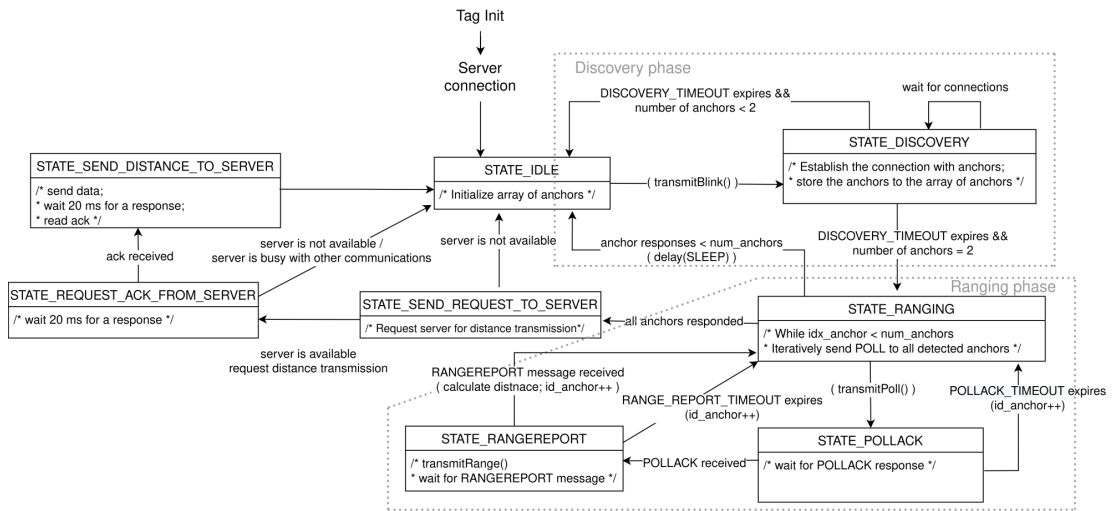 Tag Init
Server
connection
Discovery phase
DISCOVERY_TIMEOUT expires &&
number of anchors < 2
wait for connections
STATE_DISCOVERY
/* Establish the connection with anchors;
* store the anchors to the array of anchors */
STATE_SEND_DISTANCE_TO_SERVER
/* send data;
* wait 20 ms for a response;
* read ack */
STATE_IDLE
/* Initialize array of anchors */
( transmitBlink() )
ack received
server is not available /
server is busy with other communications
server is not available
anchor responses < num_anchors
( delay(SLEEP) )
DISCOVERY_TIMEOUT expires &&
number of anchors = 2
Ranging phase
STATE_REQUEST_ACK_FROM_SERVER
/* wait 20 ms for a response */
STATE_SEND_REQUEST_TO_SERVER
/* Request server for distance transmission*/
all anchors responded
STATE_RANGING
/* While idx_anchor < num_anchors
* Iteratively send POLL to all detected anchors */
server is available
request distance transmission
RANGEREPORT message received
( calculate distnace; id_anchor++ )
RANGE_REPORT_TIMEOUT expires
(id_anchor++)
( transmitPoll() )
POLLACK_TIMEOUT expires
(id_anchor++)
STATE_RANGEREPORT
/* transmitRange()
* wait for RANGEREPORT message */
POLLACK received
STATE_POLLACK
/* wait for POLLACK response */